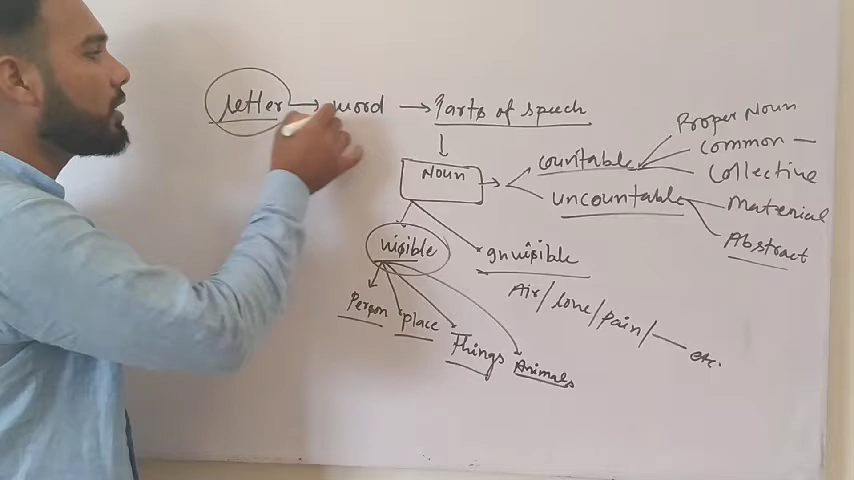 Letter → word → Parts of speech
Noun
countable
Proper Noun
common —
collective
uncountable
Material
Abstract
visible
Person
place
Things
Animals
invisible
Air/love/pain/— etc.